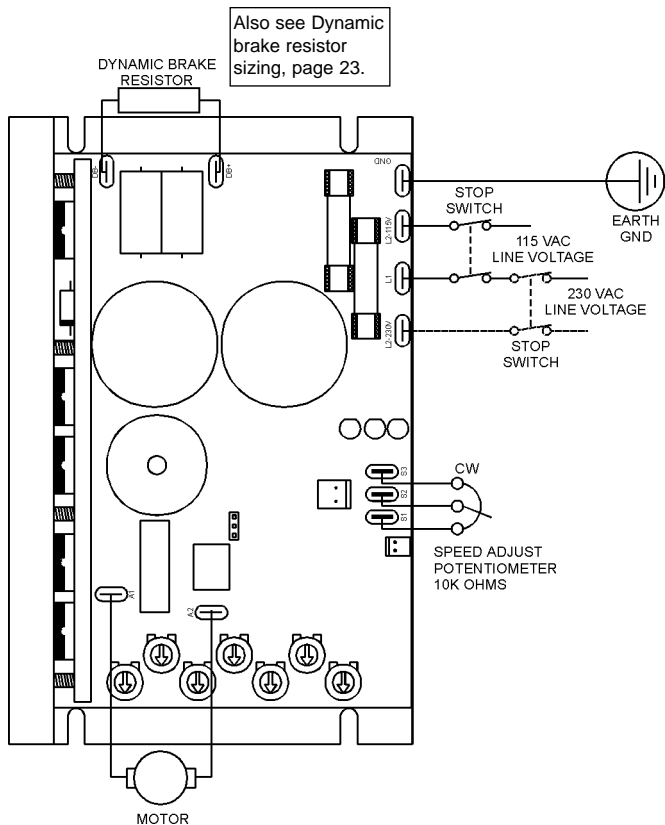 Also see Dynamic
brake resistor
sizing, page 23.
DYNAMIC BRAKE
RESISTOR
DB-
DB+
GND
EARTH
GND
STOP
SWITCH
L2-115V
115 VAC
LINE VOLTAGE
L1
230 VAC
LINE VOLTAGE
L2-230V
STOP
SWITCH
CW
S3
S2
S1
SPEED ADJUST
POTENTIOMETER
10K OHMS
A1
A2
MOTOR